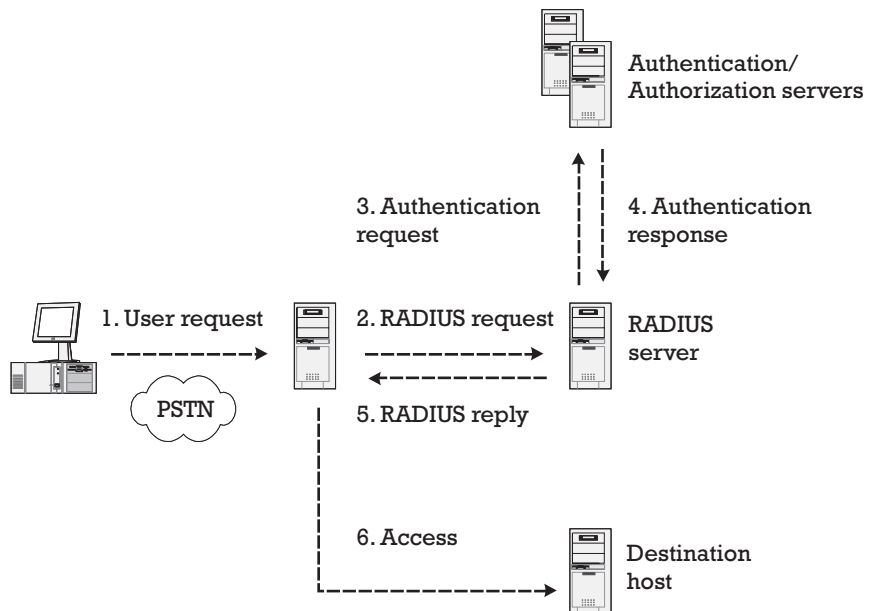 Authentication/
Authorization servers
3. Authentication
request
4. Authentication
response
1. User request
2. RADIUS request
RADIUS
server
PSTN
5. RADIUS reply
6. Access
Destination
host